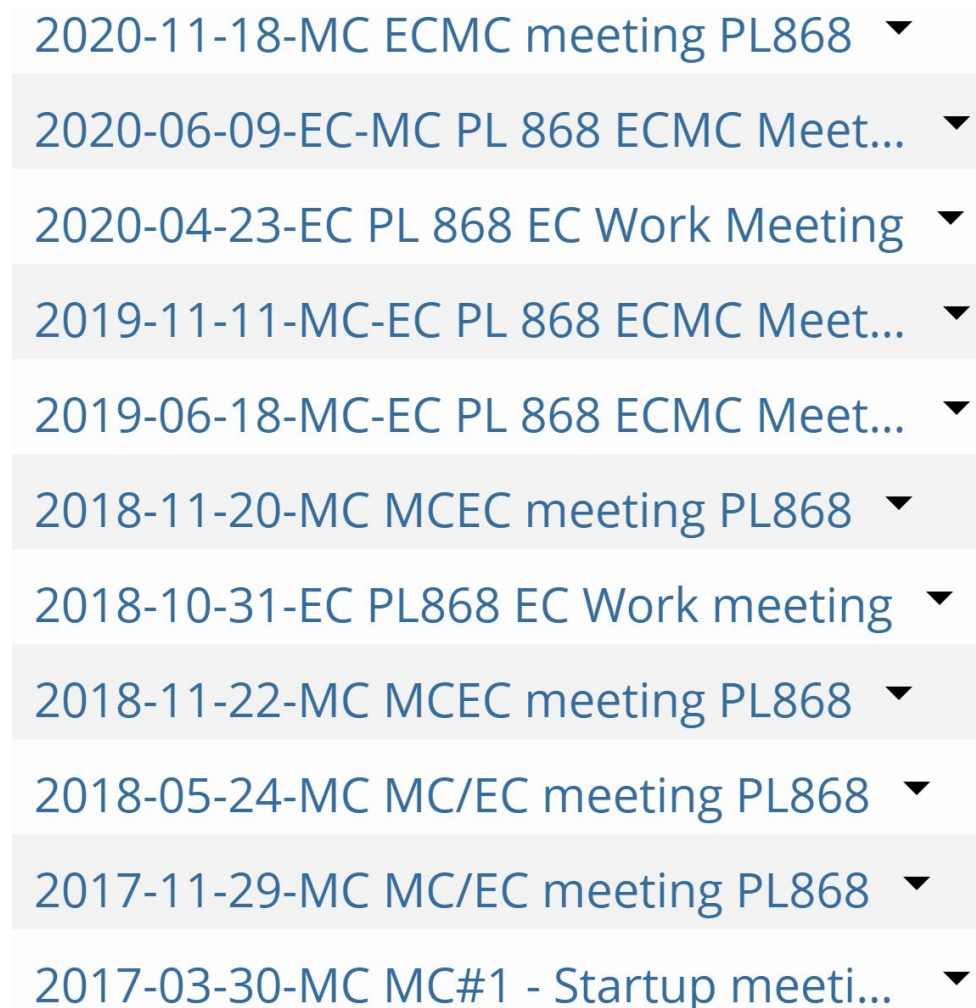 2020-11-18-MC ECMC meeting PL868
2020-06-09-EC-MC PL 868 ECMC Meet...
2020-04-23-EC PL 868 EC Work Meeting
2019-11-11-MC-EC PL 868 ECMC Meet...
2019-06-18-MC-EC PL 868 ECMC Meet...
2018-11-20-MC MCEC meeting PL868
2018-10-31-EC PL868 EC Work meeting
2018-11-22-MC MCEC meeting PL868
2018-05-24-MC MC/EC meeting PL868
2017-11-29-MC MC/EC meeting PL868
2017-03-30-MC MC#1 - Startup meeti...